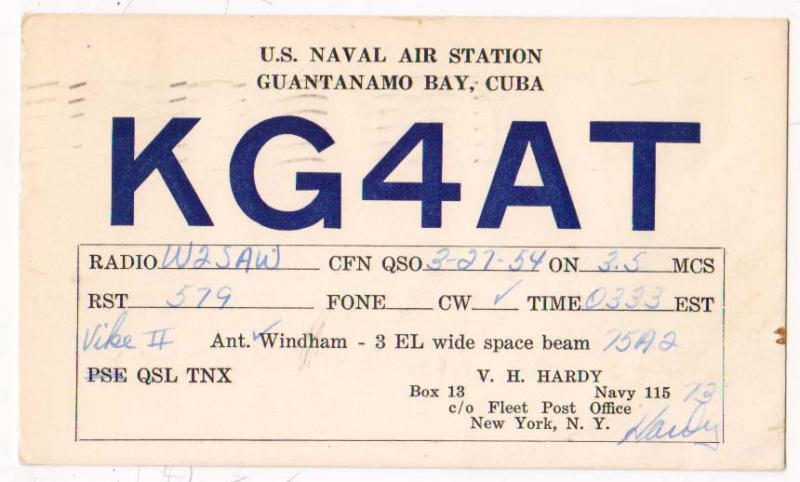 U.S. NAVAL AIR STATION
GUANTANAMO BAY, CUBA
KG4AT
RADIO W2SAW CFN QSO 3-27-54 ON 3.5 MCS
RST 579 FONE CW ✓ TIME 0333 EST
Vike II Ant. ✓ Windham - 3 EL wide space beam 75A2
PSE QSL TNX V. H. HARDY
Box 13 Navy 115 73
c/o Fleet Post Office
New York, N. Y. Hardy